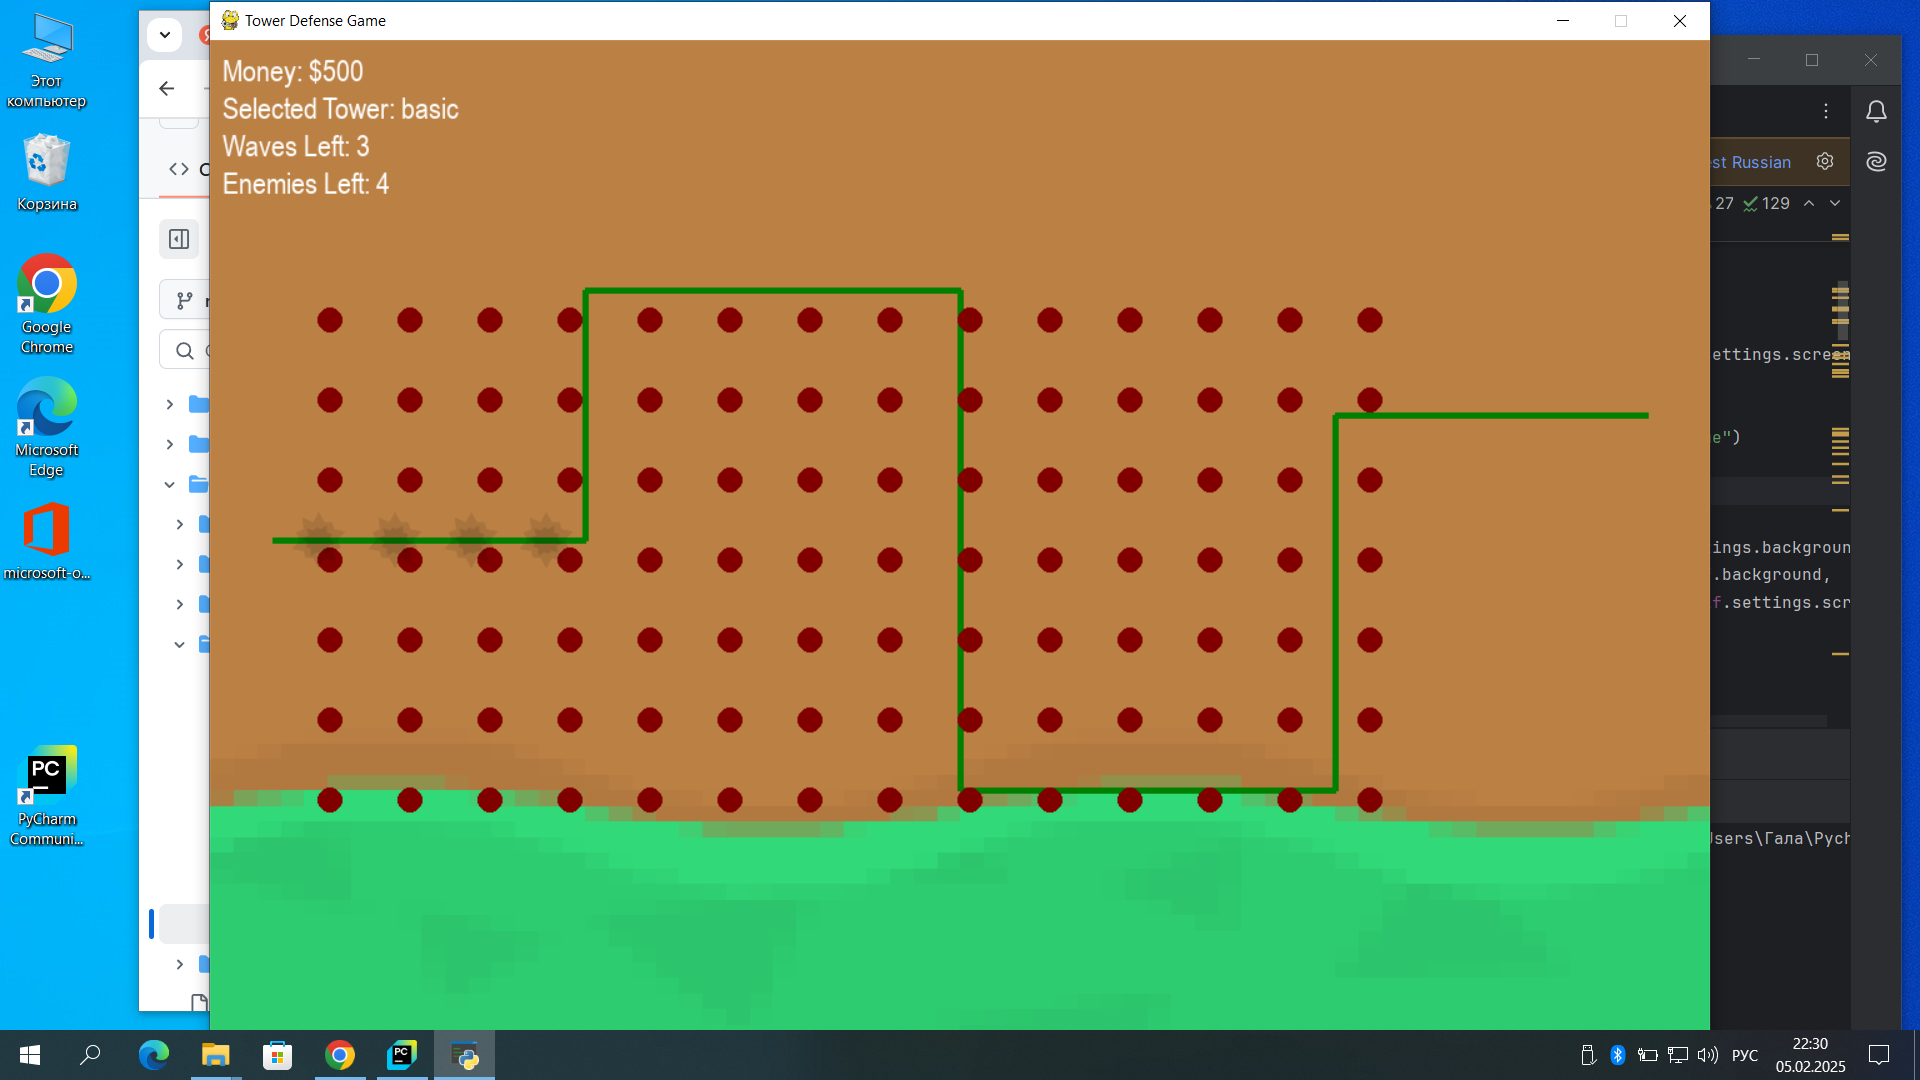 Tower Defense Game
Money: $500
Selected Tower: basic
Waves Left: 3
Enemies Left: 4
Этот
компьютер
Корзина
Google
Chrome
Microsoft
Edge
microsoft-o...
PC
PyCharm
Communi...
Russian
27
129
ettings.screen
e")
ings.backgroun
.background,
f.settings.scr
sers\Гала\Pych
РУС
22:30
05.02.2025